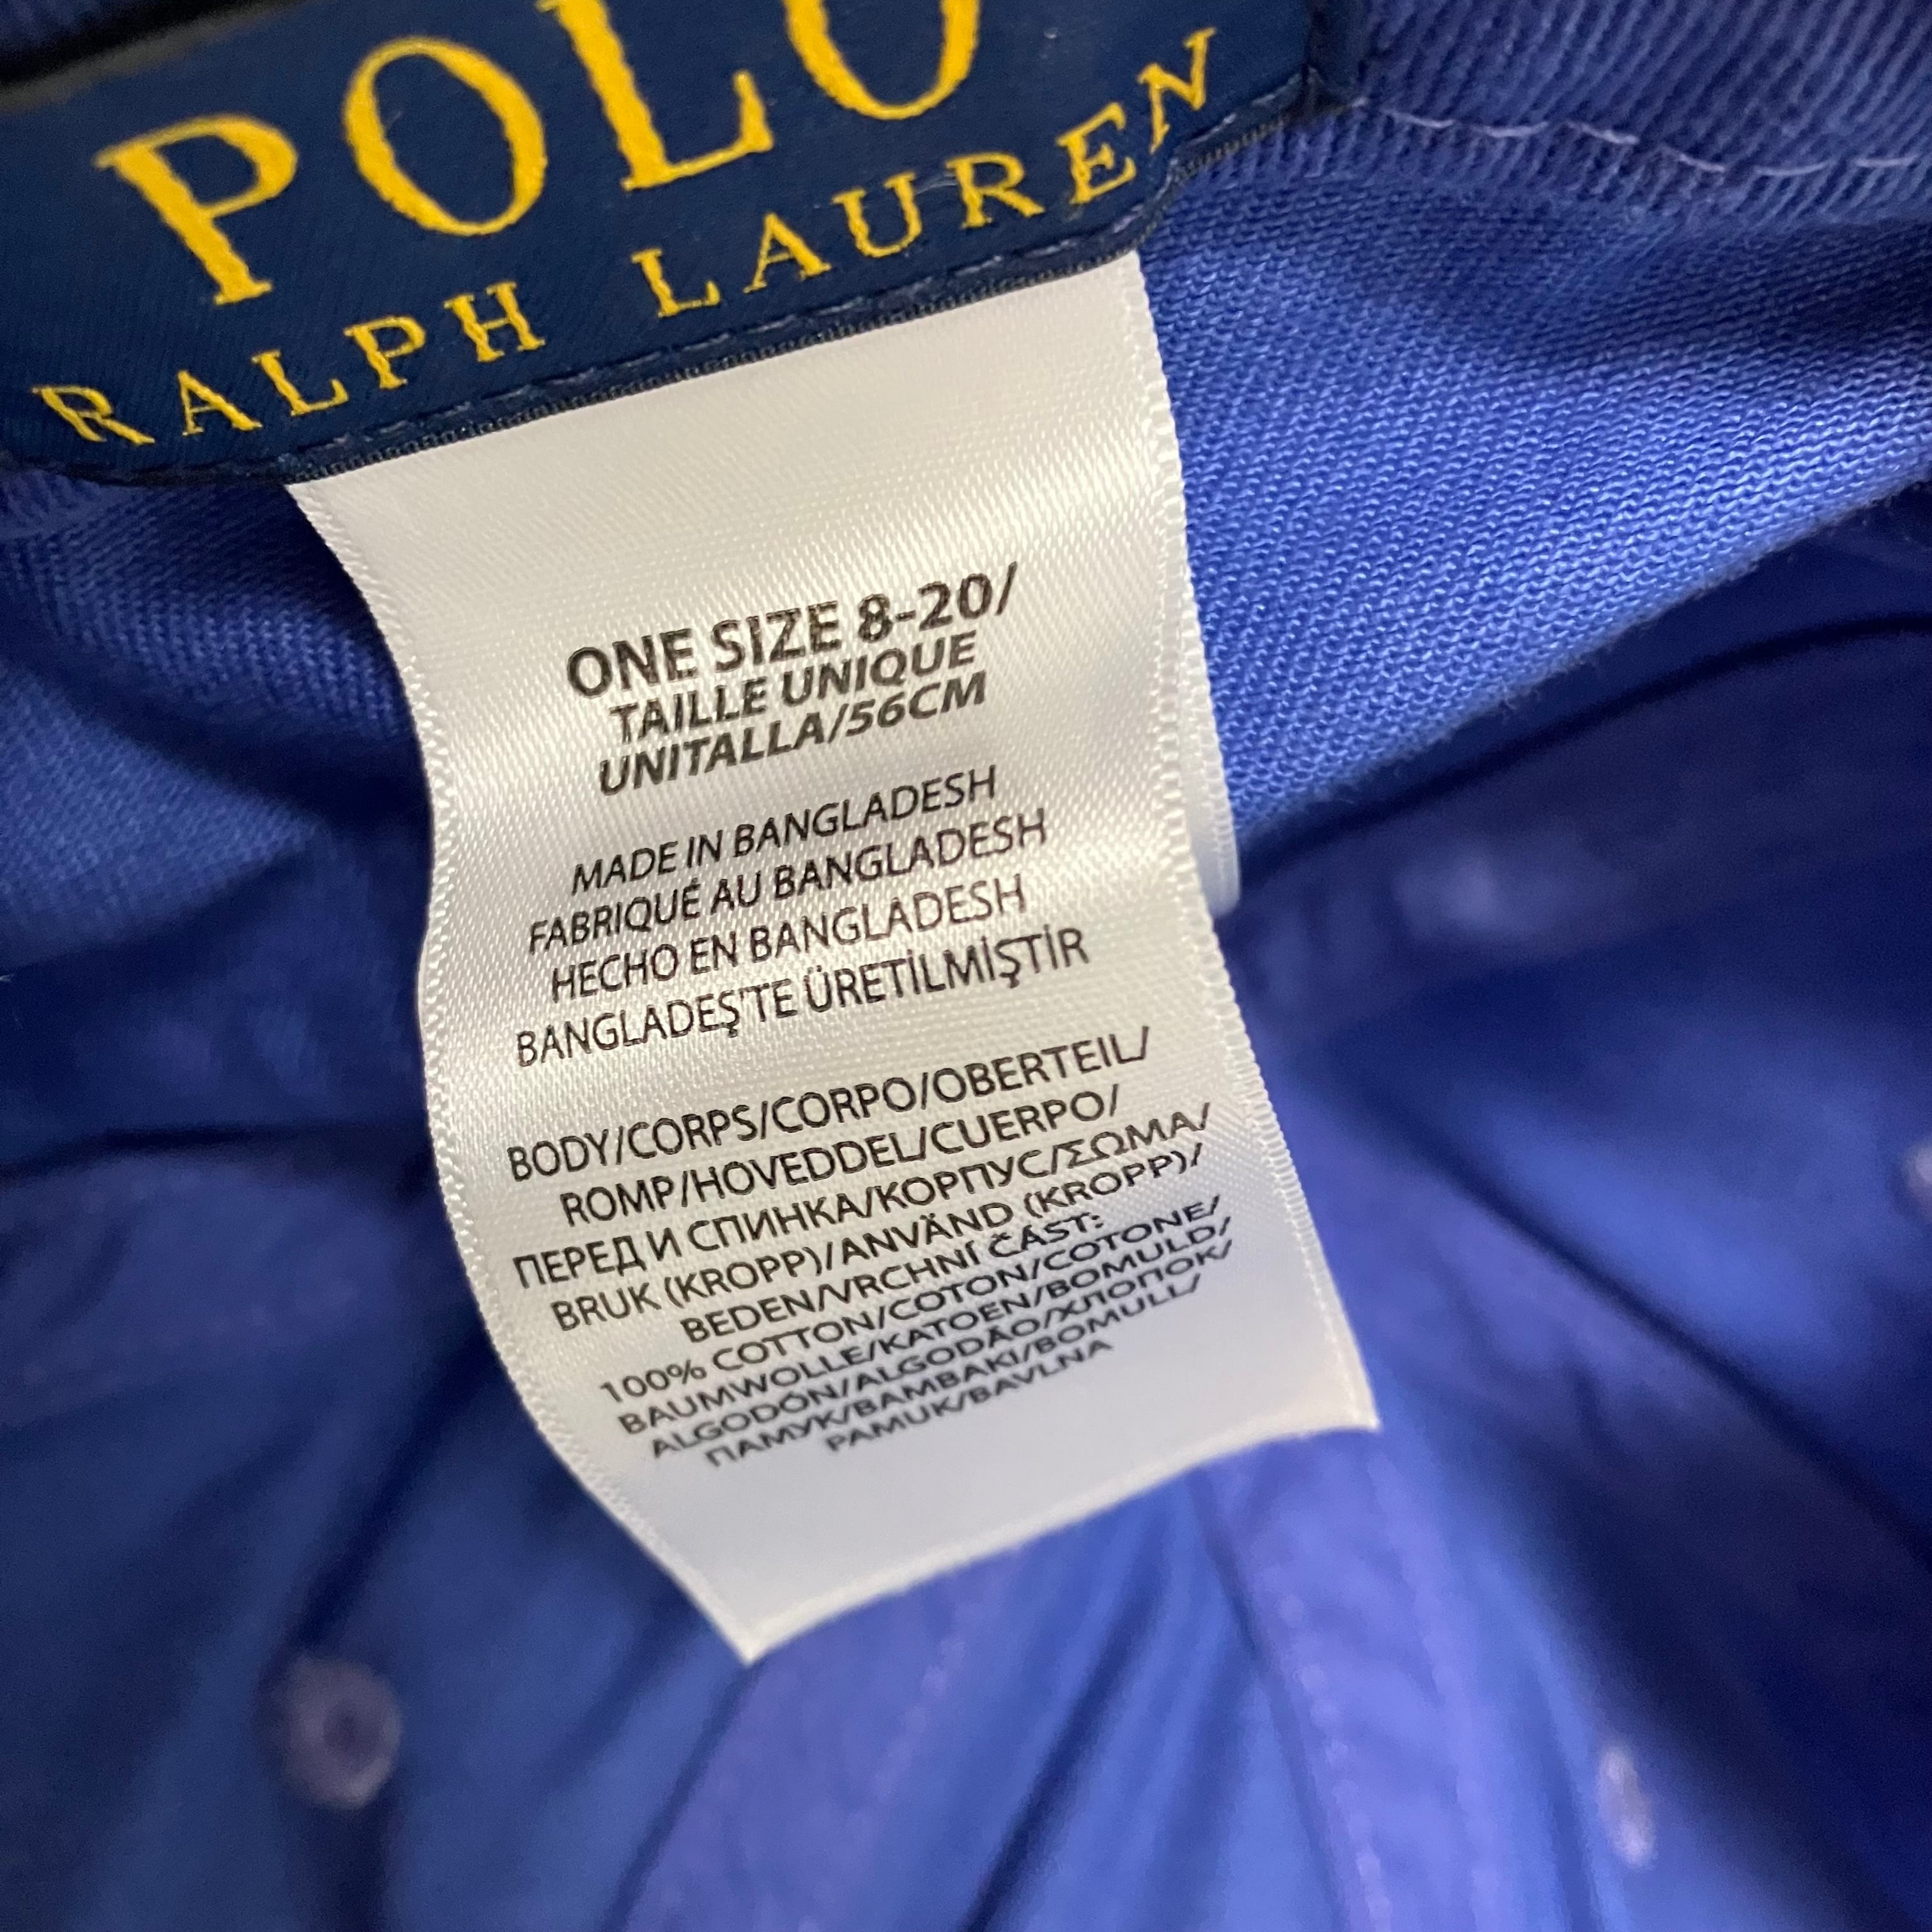 POLO
RALPH LAUREN
ONE SIZE 8-20/
TAILLE UNIQUE
UNITALLA/56CM
MADE IN BANGLADESH
FABRIQUÉ AU BANGLADESH
HECHO EN BANGLADESH
BANGLADEŞ'TE ÜRETİLMİŞTİR
BODY/CORPS/CORPO/OBERTEIL/
ROMP/HOVEDDEL/CUERPO/
ПЕРЕД И СПИНКА/КОРПУС/ΣΩΜΑ/
BRUK (KROPP)/ANVÄND (KROPP)/
BEDEN/VRCHNÍ ČÁST:
100% COTTON/COTON/COTONE/
BAUMWOLLE/KATOEN/BOMULD/
ALGODÓN/ALGODÃO/ХЛОПОК/
ПАМУК/BAMBAKI/BOMULL/
PAMUK/BAVLNA